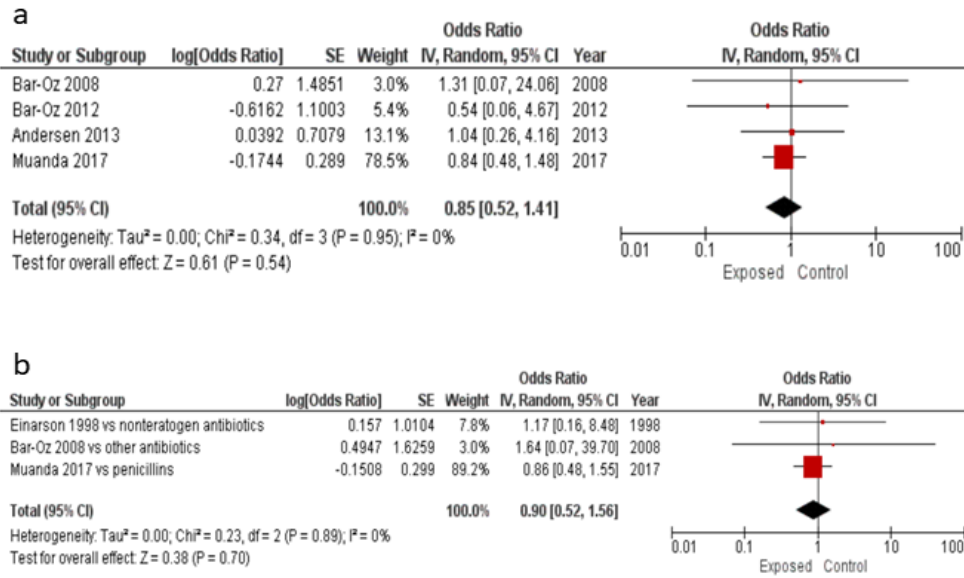 a
Odds Ratio Odds Ratio
Study or Subgroup log[Odds Ratio] SE Weight IV, Random, 95% CI Year IV, Random, 95% CI
Bar-Oz 2008 0.27 1.4851 3.0% 1.31 [0.07, 24.06] 2008
Bar-Oz 2012 -0.6162 1.1003 5.4% 0.54 [0.06, 4.67] 2012
Andersen 2013 0.0392 0.7079 13.1% 1.04 [0.26, 4.16] 2013
Muanda 2017 -0.1744 0.289 78.5% 0.84 [0.48, 1.48] 2017
Total (95% CI) 100.0% 0.85 [0.52, 1.41]
Heterogeneity: Tau² = 0.00; Chi² = 0.34, df = 3 (P = 0.95); I² = 0%
Test for overall effect: Z = 0.61 (P = 0.54)
0.01 0.1 1 10 100
Exposed Control
b
Odds Ratio Odds Ratio
Study or Subgroup log[Odds Ratio] SE Weight IV, Random, 95% CI Year IV, Random, 95% CI
Einarson 1998 vs nonteratogen antibiotics 0.157 1.0104 7.8% 1.17 [0.16, 8.48] 1998
Bar-Oz 2008 vs other antibiotics 0.4947 1.6259 3.0% 1.64 [0.07, 39.70] 2008
Muanda 2017 vs penicillins -0.1508 0.299 89.2% 0.86 [0.48, 1.55] 2017
Total (95% CI) 100.0% 0.90 [0.52, 1.56]
Heterogeneity: Tau² = 0.00; Chi² = 0.23, df = 2 (P = 0.89); I² = 0%
Test for overall effect: Z = 0.38 (P = 0.70)
0.01 0.1 1 10 100
Exposed Control